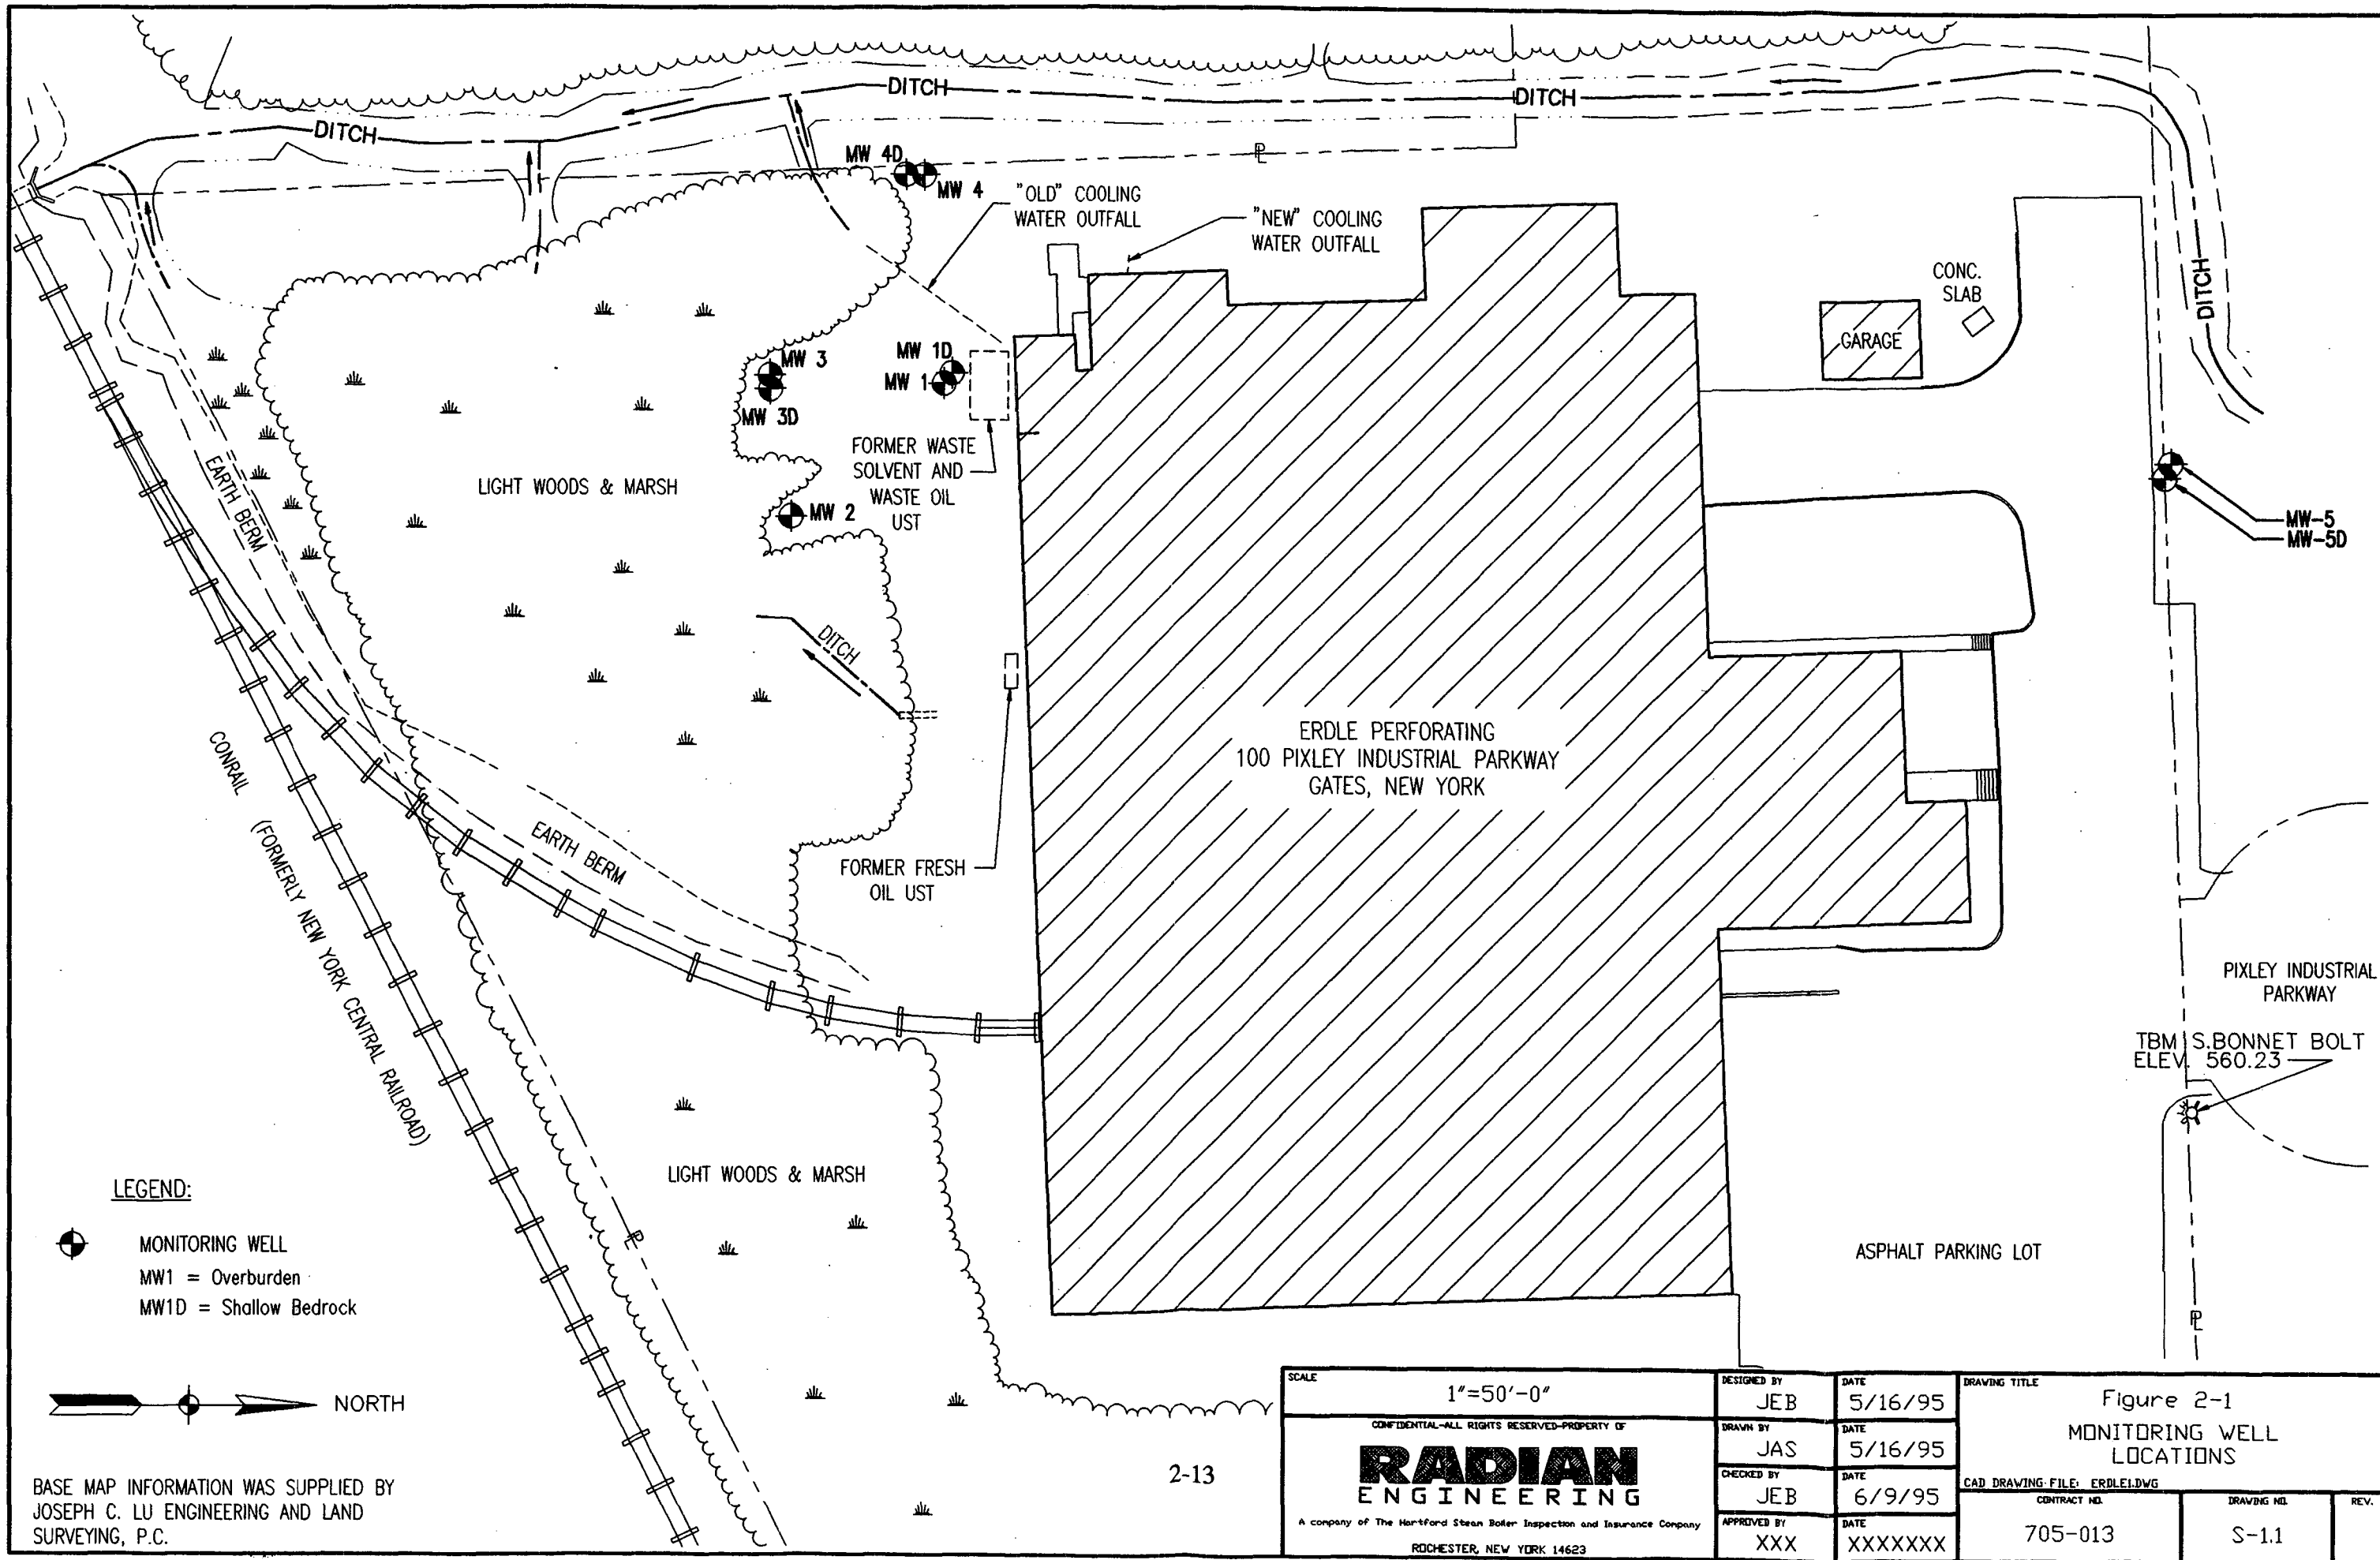 DITCH
DITCH
DITCH
DITCH
MW 4D
MW 4
"OLD" COOLING
WATER OUTFALL
"NEW" COOLING
WATER OUTFALL
CONC.
SLAB
GARAGE
MW 3
MW 3D
MW 1D
MW 1
FORMER WASTE
SOLVENT AND
WASTE OIL
UST
MW 2
LIGHT WOODS & MARSH
EARTH BERM
MW-5
MW-5D
DITCH
ERDLE PERFORATING
100 PIXLEY INDUSTRIAL PARKWAY
GATES, NEW YORK
CONRAIL (FORMERLY NEW YORK CENTRAL RAILROAD)
EARTH BERM
FORMER FRESH
OIL UST
PIXLEY INDUSTRIAL
PARKWAY
TBM S.BONNET BOLT
ELEV. 560.23
LIGHT WOODS & MARSH
ASPHALT PARKING LOT
LEGEND:
MONITORING WELL
MW1 = Overburden
MW1D = Shallow Bedrock
NORTH
BASE MAP INFORMATION WAS SUPPLIED BY
JOSEPH C. LU ENGINEERING AND LAND
SURVEYING, P.C.
2-13
SCALE
1"=50'-0"
CONFIDENTIAL-ALL RIGHTS RESERVED-PROPERTY OF
RADIAN
ENGINEERING
A company of The Hartford Steam Boiler Inspection and Insurance Company
ROCHESTER, NEW YORK 14623
DESIGNED BY
JEB
DATE
5/16/95
DRAWN BY
JAS
DATE
5/16/95
CHECKED BY
JEB
DATE
6/9/95
APPROVED BY
XXX
DATE
XXXXXXX
DRAWING TITLE
Figure 2-1
MONITORING WELL
LOCATIONS
CAD DRAWING FILE: ERDLE1.DWG
CONTRACT NO.
705-013
DRAWING NO.
S-1.1
REV.